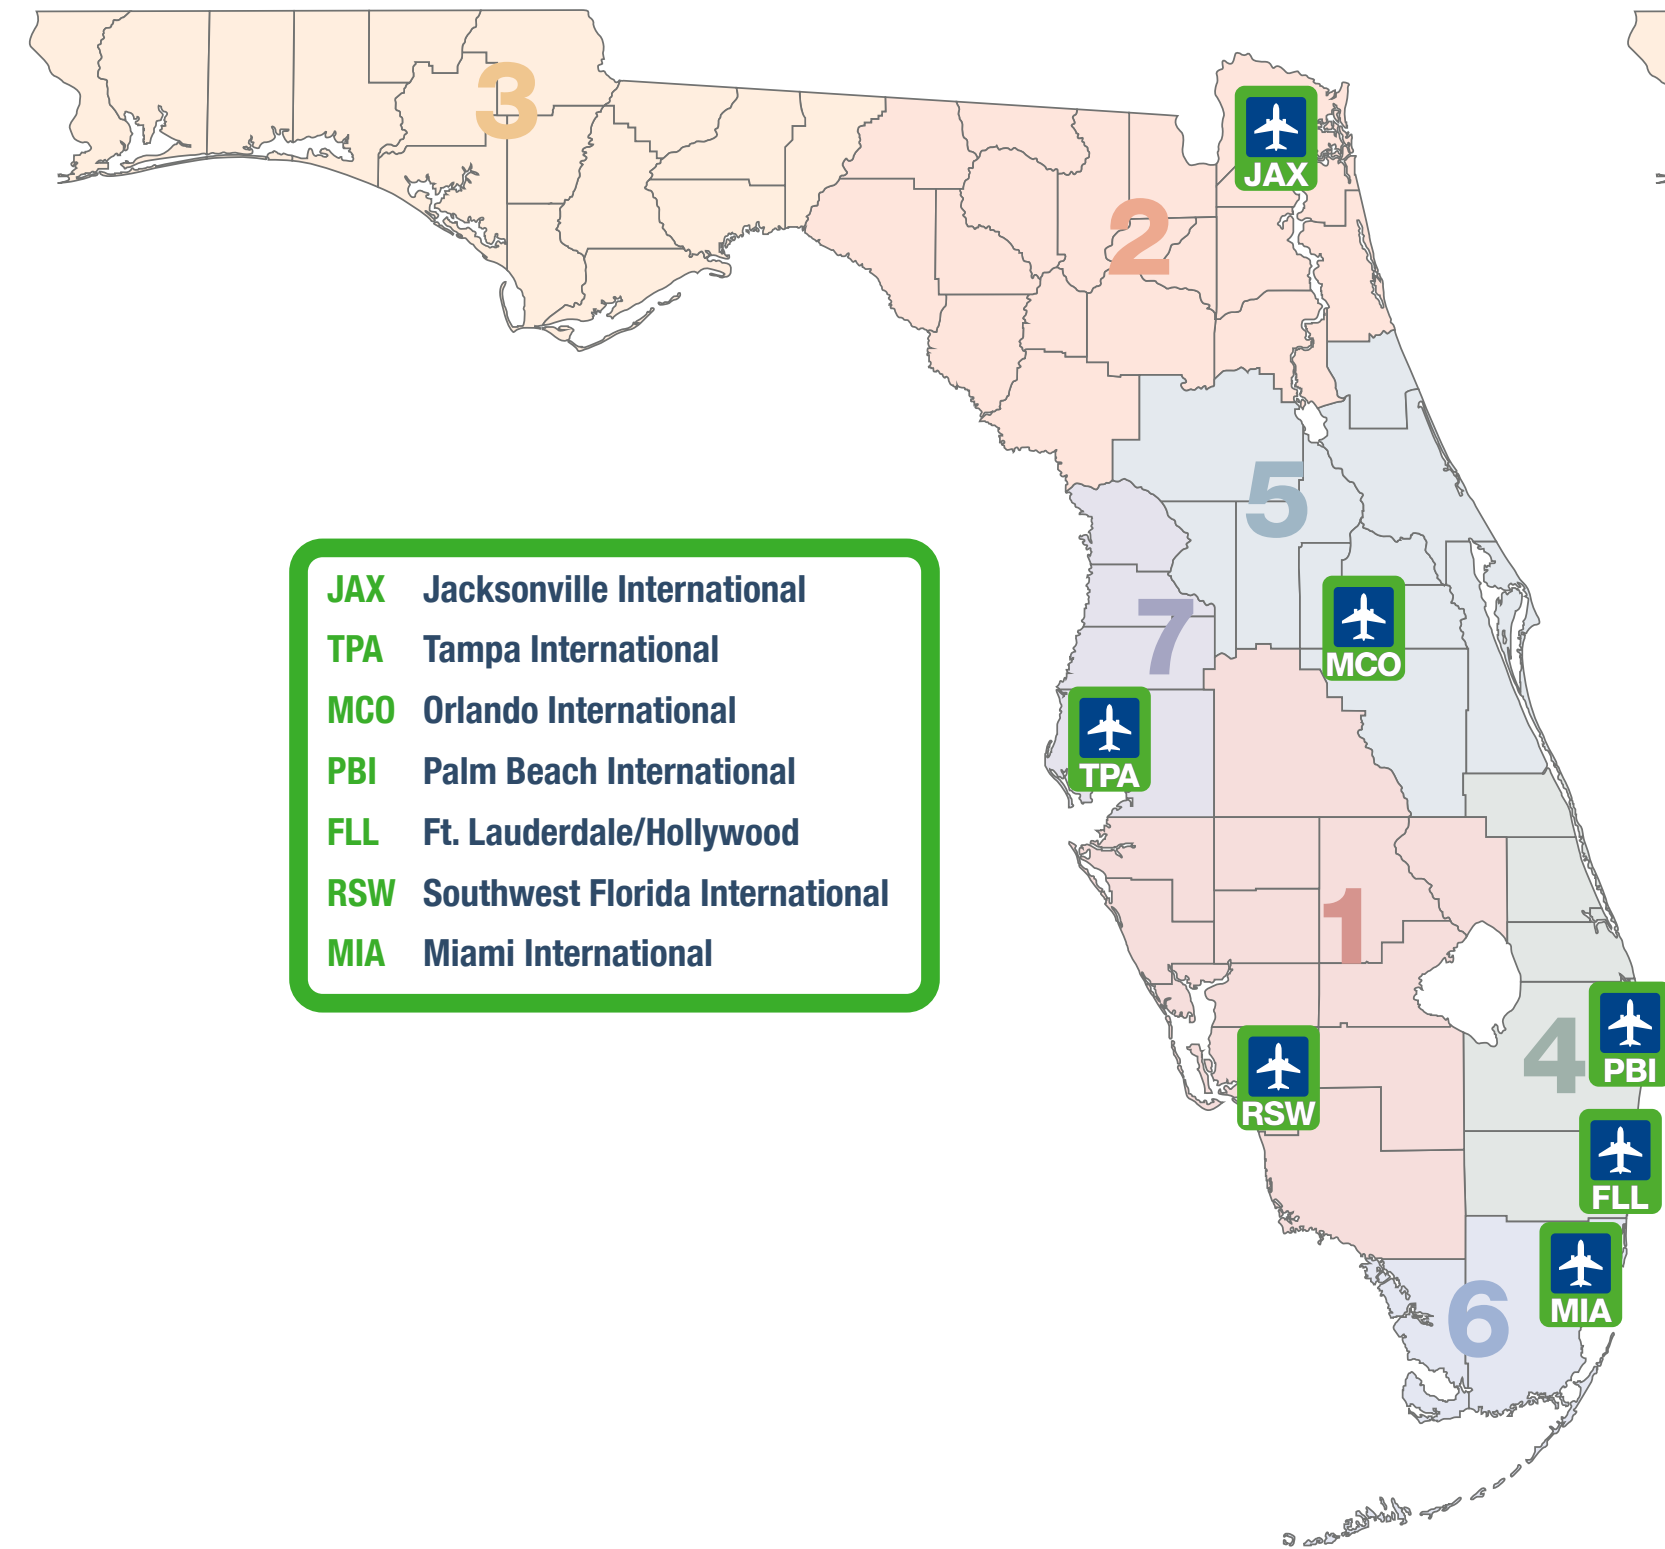 3
JAX
2
5
JAX Jacksonville International
TPA Tampa International
MCO Orlando International
PBI Palm Beach International
FLL Ft. Lauderdale/Hollywood
RSW Southwest Florida International
MIA Miami International
7
MCO
TPA
1
4
PBI
RSW
FLL
6
MIA